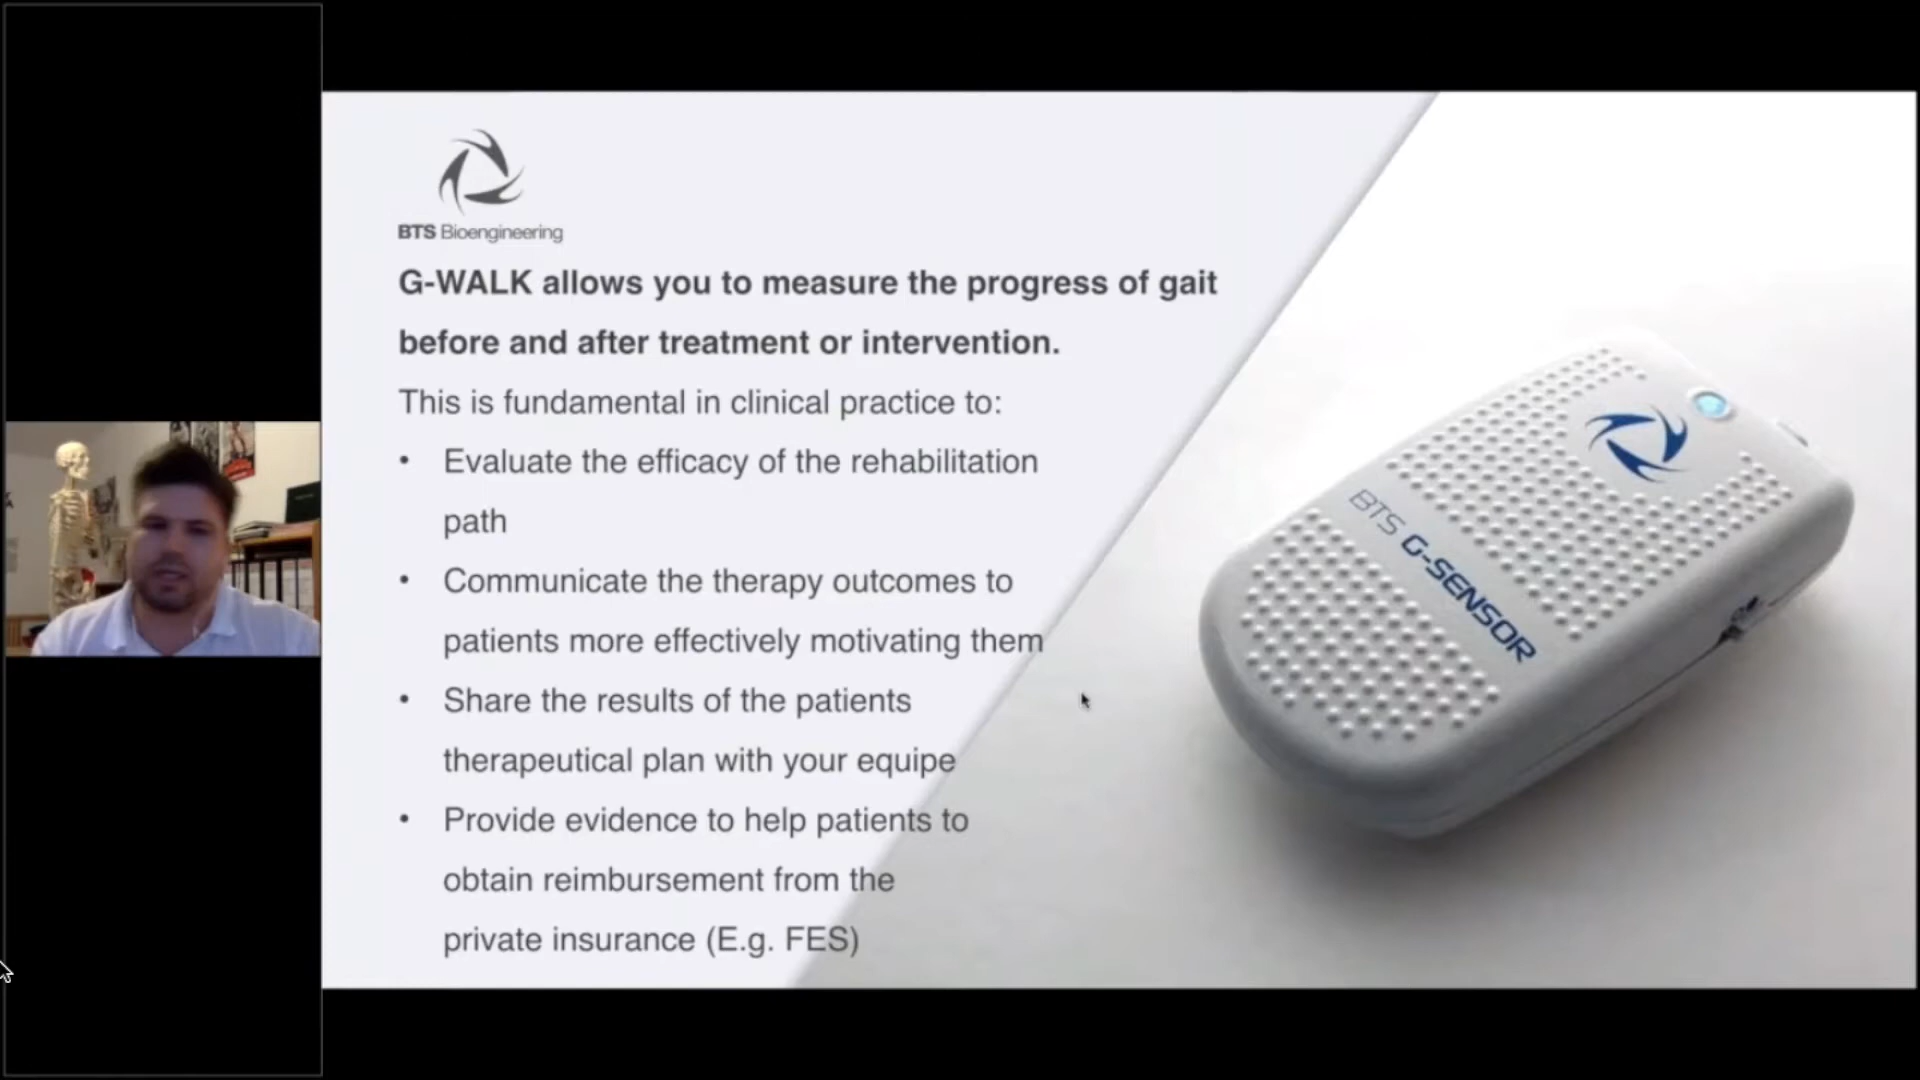 BTS Bioengineering
G-WALK allows you to measure the progress of gait
before and after treatment or intervention.
This is fundamental in clinical practice to:
• Evaluate the efficacy of the rehabilitation
path
• Communicate the therapy outcomes to
patients more effectively motivating them
• Share the results of the patients
therapeutical plan with your equipe
• Provide evidence to help patients to
obtain reimbursement from the
private insurance (E.g. FES)
BTS G-SENSOR